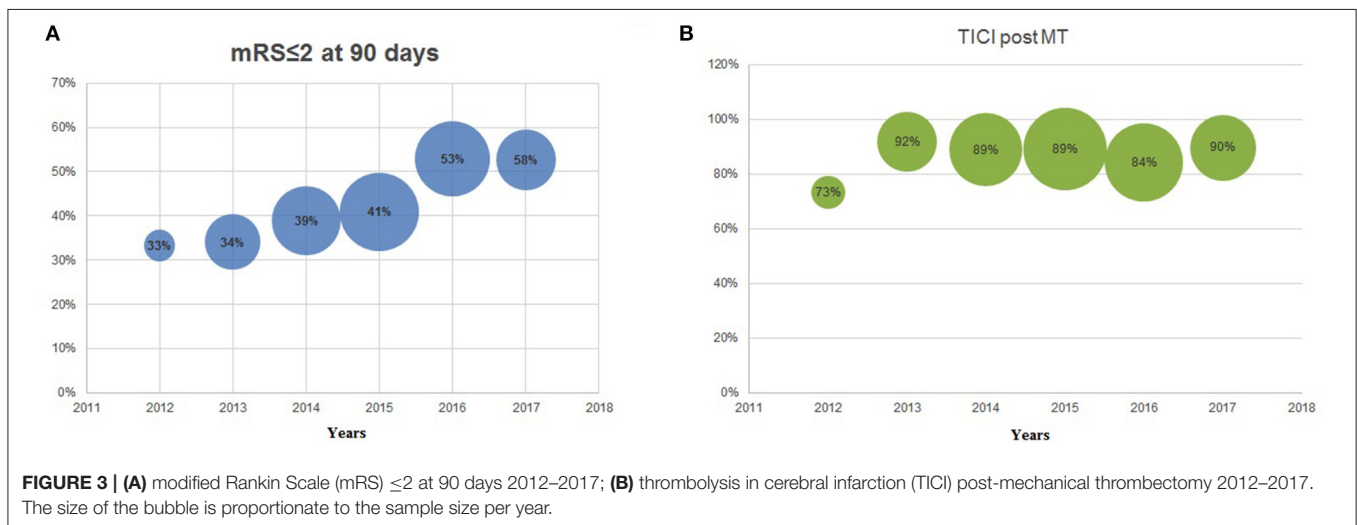 A
mRS≤2 at 90 days
70%
60%
50%
40%
30%
20%
10%
0%
33%
34%
39%
41%
53%
58%
2011 2012 2013 2014 2015 2016 2017 2018
Years
B
TICI post MT
120%
100%
80%
60%
40%
20%
0%
73%
92%
89%
89%
84%
90%
2011 2012 2013 2014 2015 2016 2017 2018
Years
FIGURE 3 | (A) modified Rankin Scale (mRS) ≤2 at 90 days 2012–2017; (B) thrombolysis in cerebral infarction (TICI) post-mechanical thrombectomy 2012–2017.
The size of the bubble is proportionate to the sample size per year.